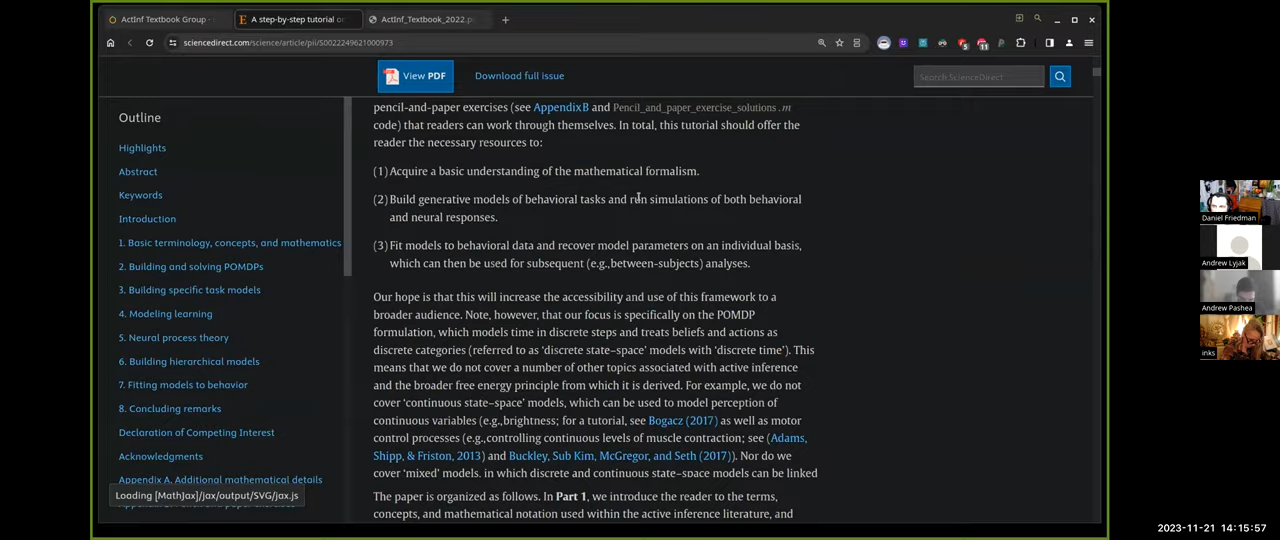 ActInf Textbook Group -
A step-by-step tutorial on
ActInf_Textbook_2022.p
sciencedirect.com/science/article/pii/S0022249621000973
View PDF
Download full issue
Search ScienceDirect
Outline
Highlights
Abstract
Keywords
Introduction
1. Basic terminology, concepts, and mathematics
2. Building and solving POMDPs
3. Building specific task models
4. Modeling learning
5. Neural process theory
6. Building hierarchical models
7. Fitting models to behavior
8. Concluding remarks
Declaration of Competing Interest
Acknowledgments
Appendix A. Additional mathematical details
Loading [MathJax]/jax/output/SVG/jax.js
pencil-and-paper exercises (see Appendix B and Pencil_and_paper_exercise_solutions.m
code) that readers can work through themselves. In total, this tutorial should offer the
reader the necessary resources to:
(1) Acquire a basic understanding of the mathematical formalism.
(2) Build generative models of behavioral tasks and run simulations of both behavioral
and neural responses.
(3) Fit models to behavioral data and recover model parameters on an individual basis,
which can then be used for subsequent (e.g., between-subjects) analyses.
Our hope is that this will increase the accessibility and use of this framework to a
broader audience. Note, however, that our focus is specifically on the POMDP
formulation, which models time in discrete steps and treats beliefs and actions as
discrete categories (referred to as ‘discrete state–space’ models with ‘discrete time’). This
means that we do not cover a number of other topics associated with active inference
and the broader free energy principle from which it is derived. For example, we do not
cover ‘continuous state–space’ models, which can be used to model perception of
continuous variables (e.g., brightness; for a tutorial, see Bogacz (2017) as well as motor
control processes (e.g., controlling continuous levels of muscle contraction; see (Adams,
Shipp, & Friston, 2013) and Buckley, Sub Kim, McGregor, and Seth (2017)). Nor do we
cover ‘mixed’ models, in which discrete and continuous state–space models can be linked
The paper is organized as follows. In Part 1, we introduce the reader to the terms,
concepts, and mathematical notation used within the active inference literature, and
Daniel Friedman
Andrew Lyjak
Andrew Pashea
inks
2023-11-21 14:15:57